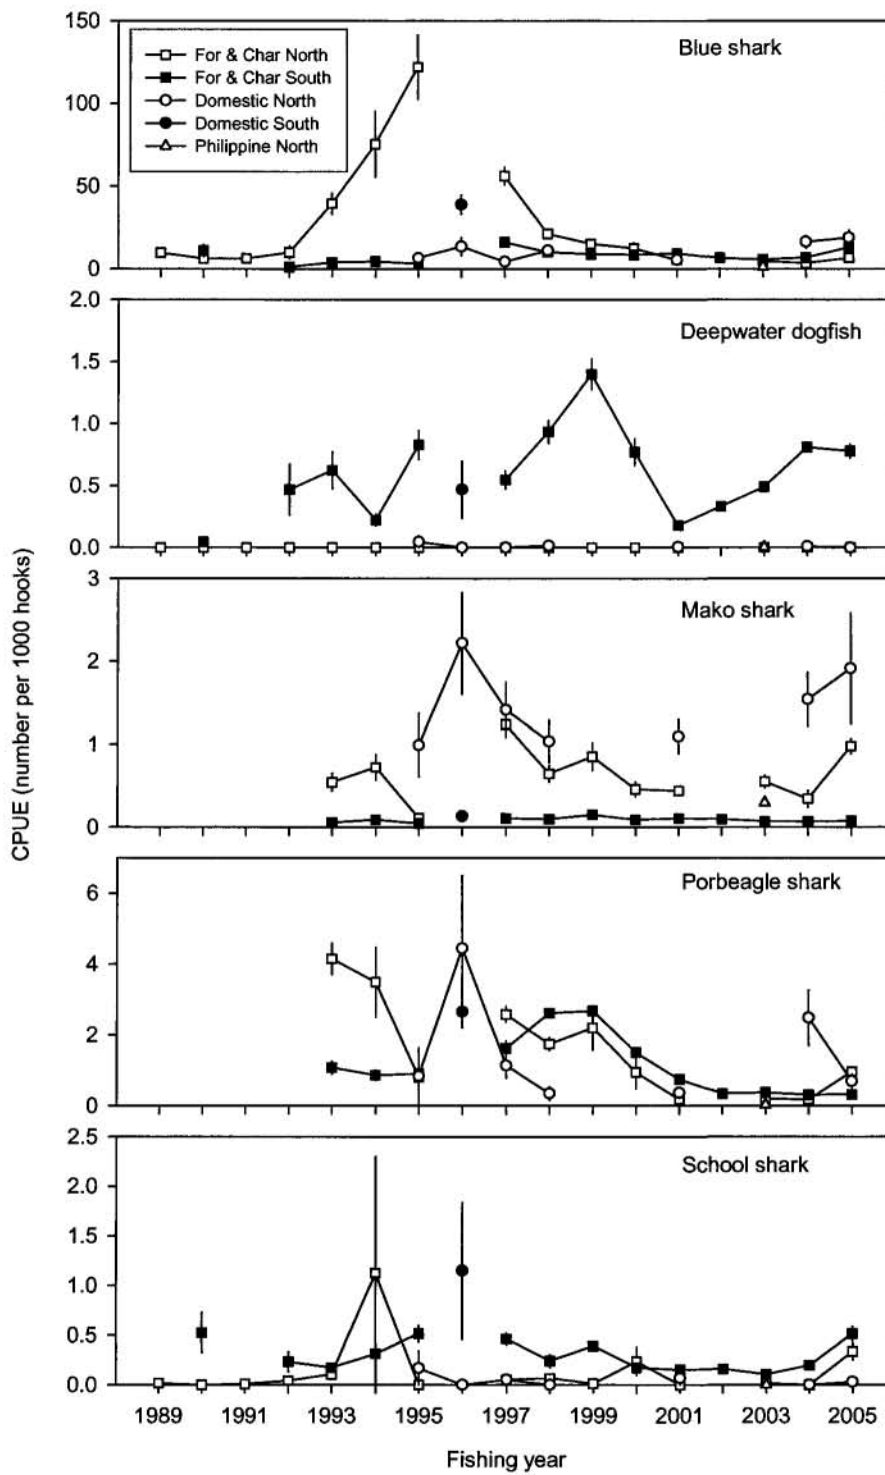 150
100
50
0
For & Char North
For & Char South
Domestic North
Domestic South
Philippine North
Blue shark
2.0
1.5
1.0
0.5
0.0
Deepwater dogfish
CPUE (number per 1000 hooks)
3
2
1
0
Mako shark
6
4
2
0
Porbeagle shark
2.5
2.0
1.5
1.0
0.5
0.0
School shark
1989 1991 1993 1995 1997 1999 2001 2003 2005
Fishing year